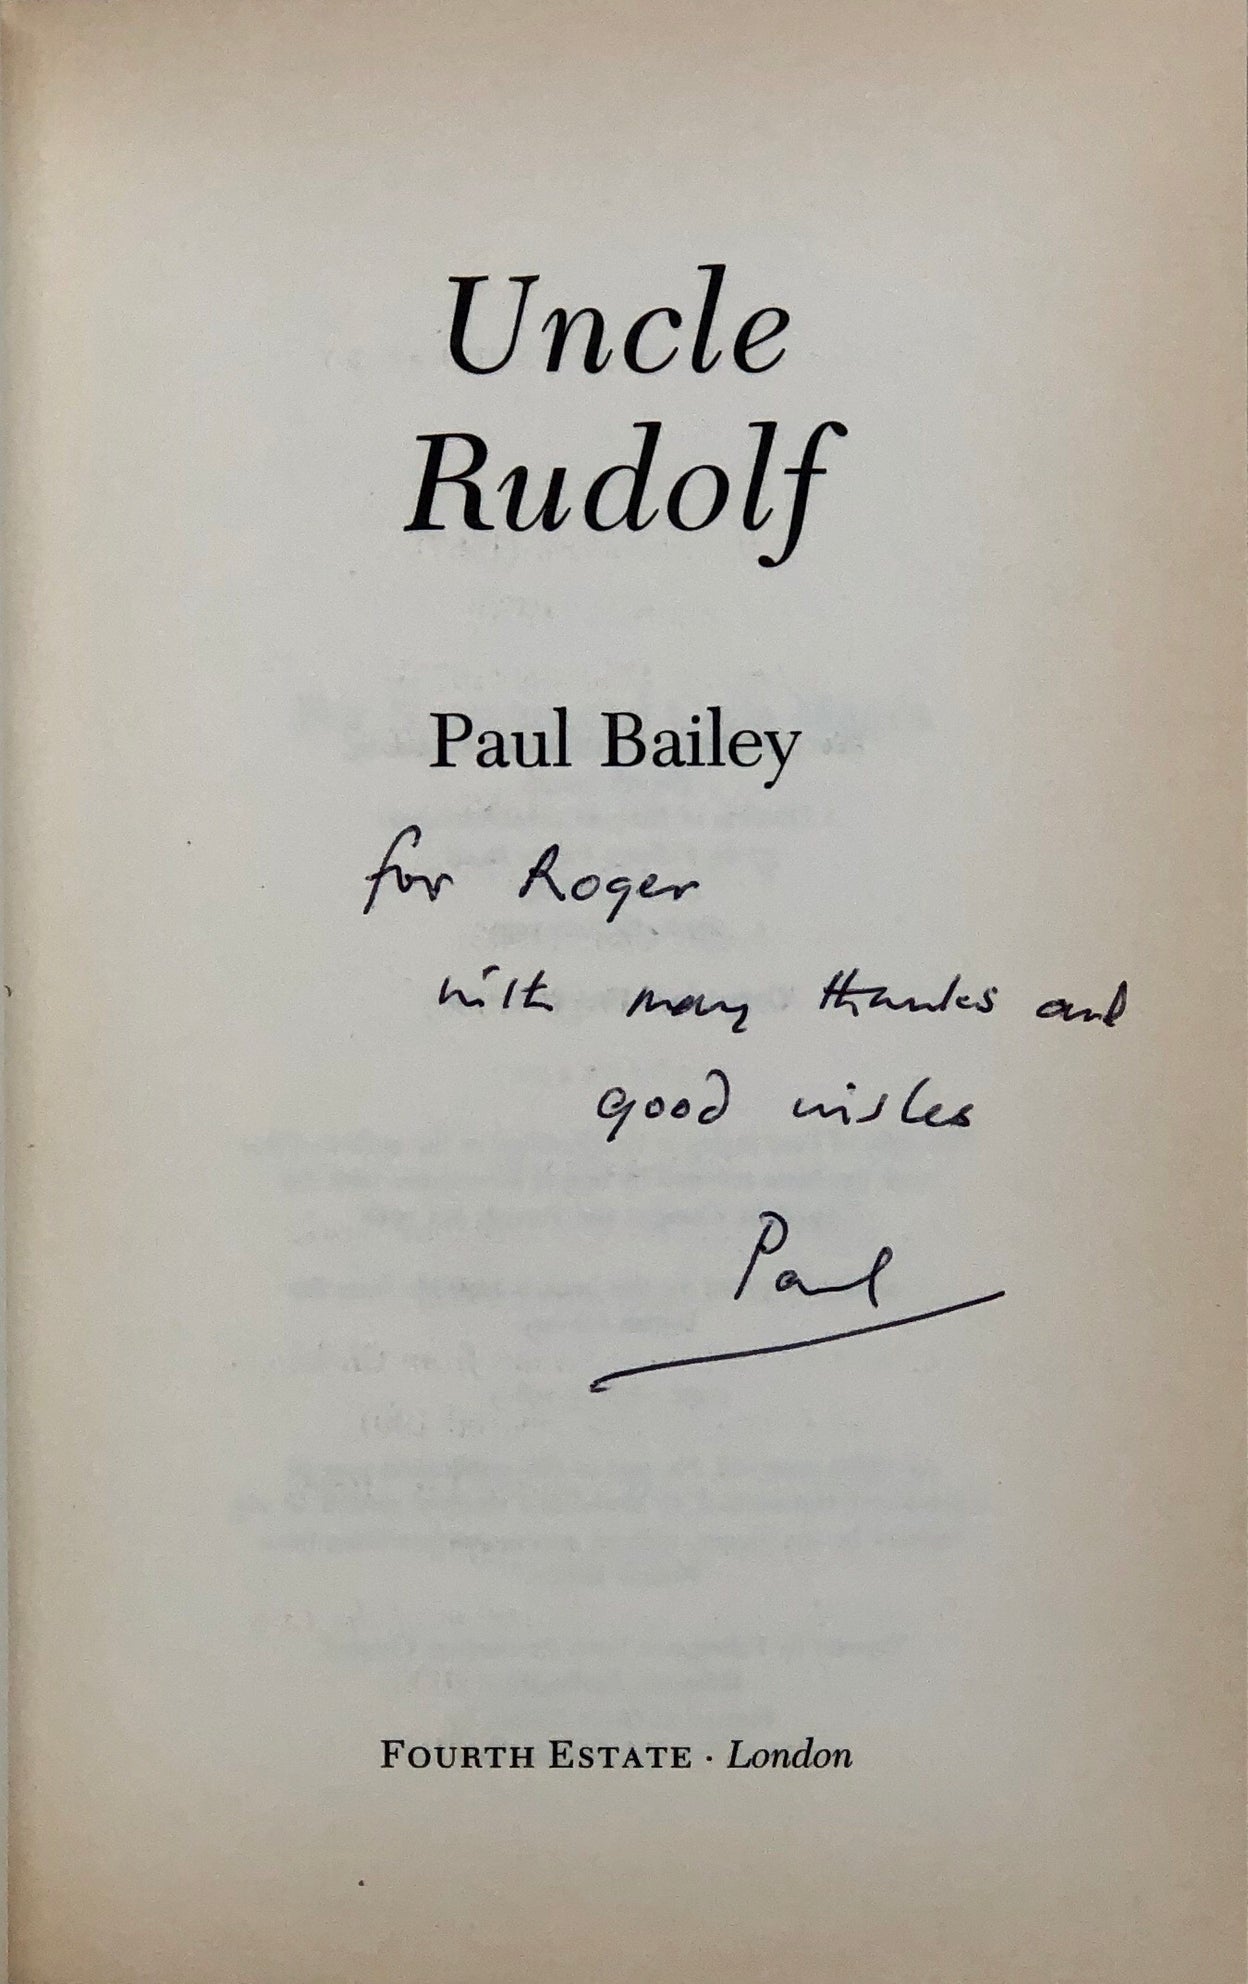 Uncle
Rudolf
Paul Bailey
for Roger
with many thanks and
good wishes
Paul
FOURTH ESTATE · London